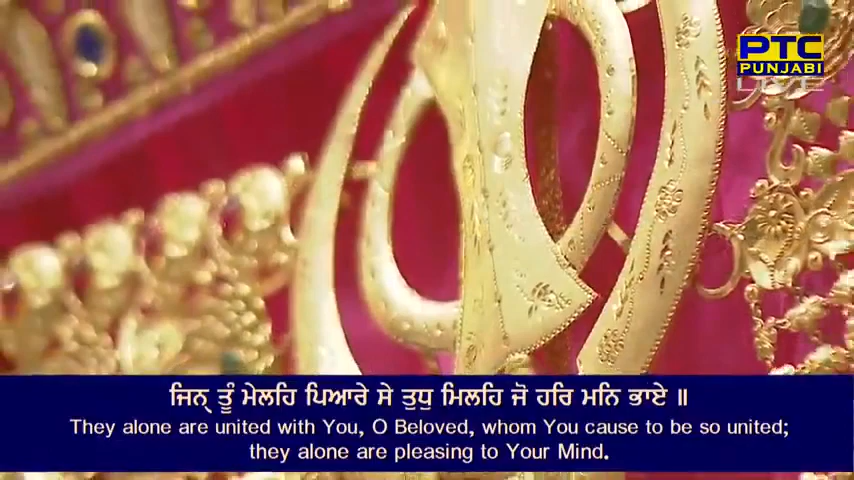 PTC
PUNJABI
LIVE
ਜਿਨ੍ ਤੂੰ ਮੇਲਹਿ ਪਿਆਰੇ ਸੇ ਤੁਧੁ ਮਿਲਹਿ ਜੋ ਹਰਿ ਮਨਿ ਭਾਏ ॥
They alone are united with You, O Beloved, whom You cause to be so united;
they alone are pleasing to Your Mind.